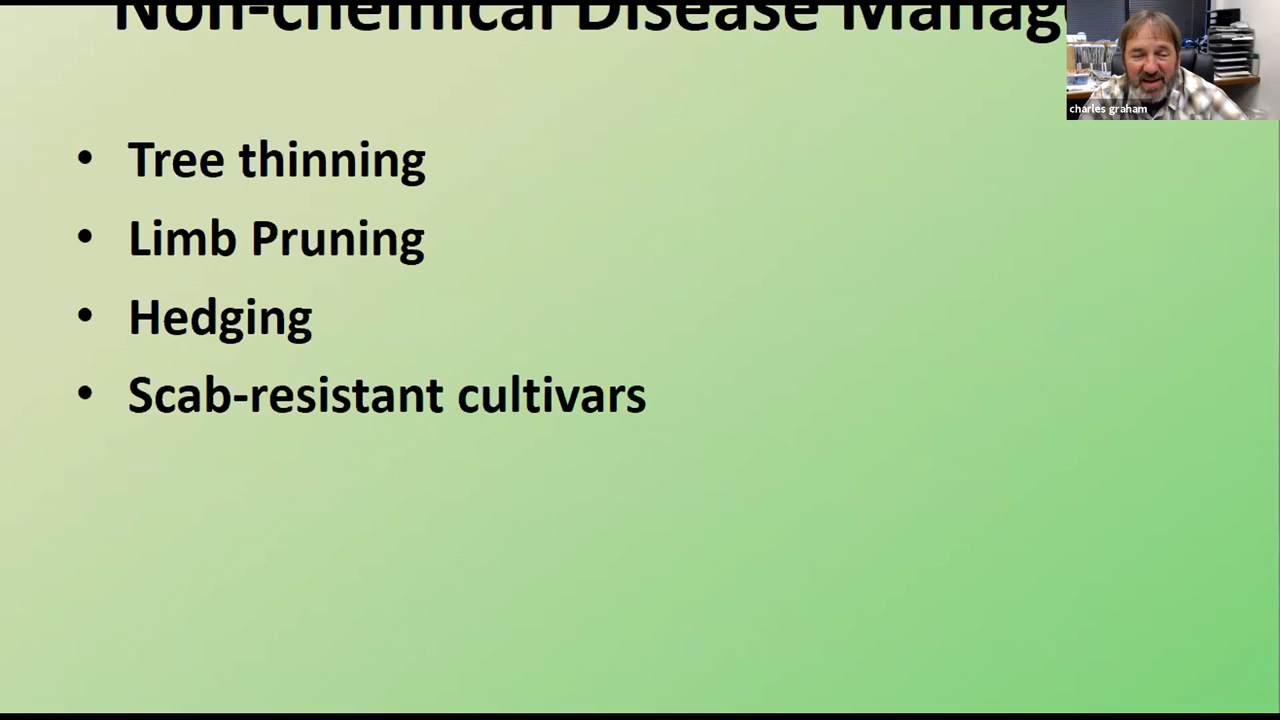 Non-chemical Disease Manag
charles graham
• Tree thinning
• Limb Pruning
• Hedging
• Scab-resistant cultivars